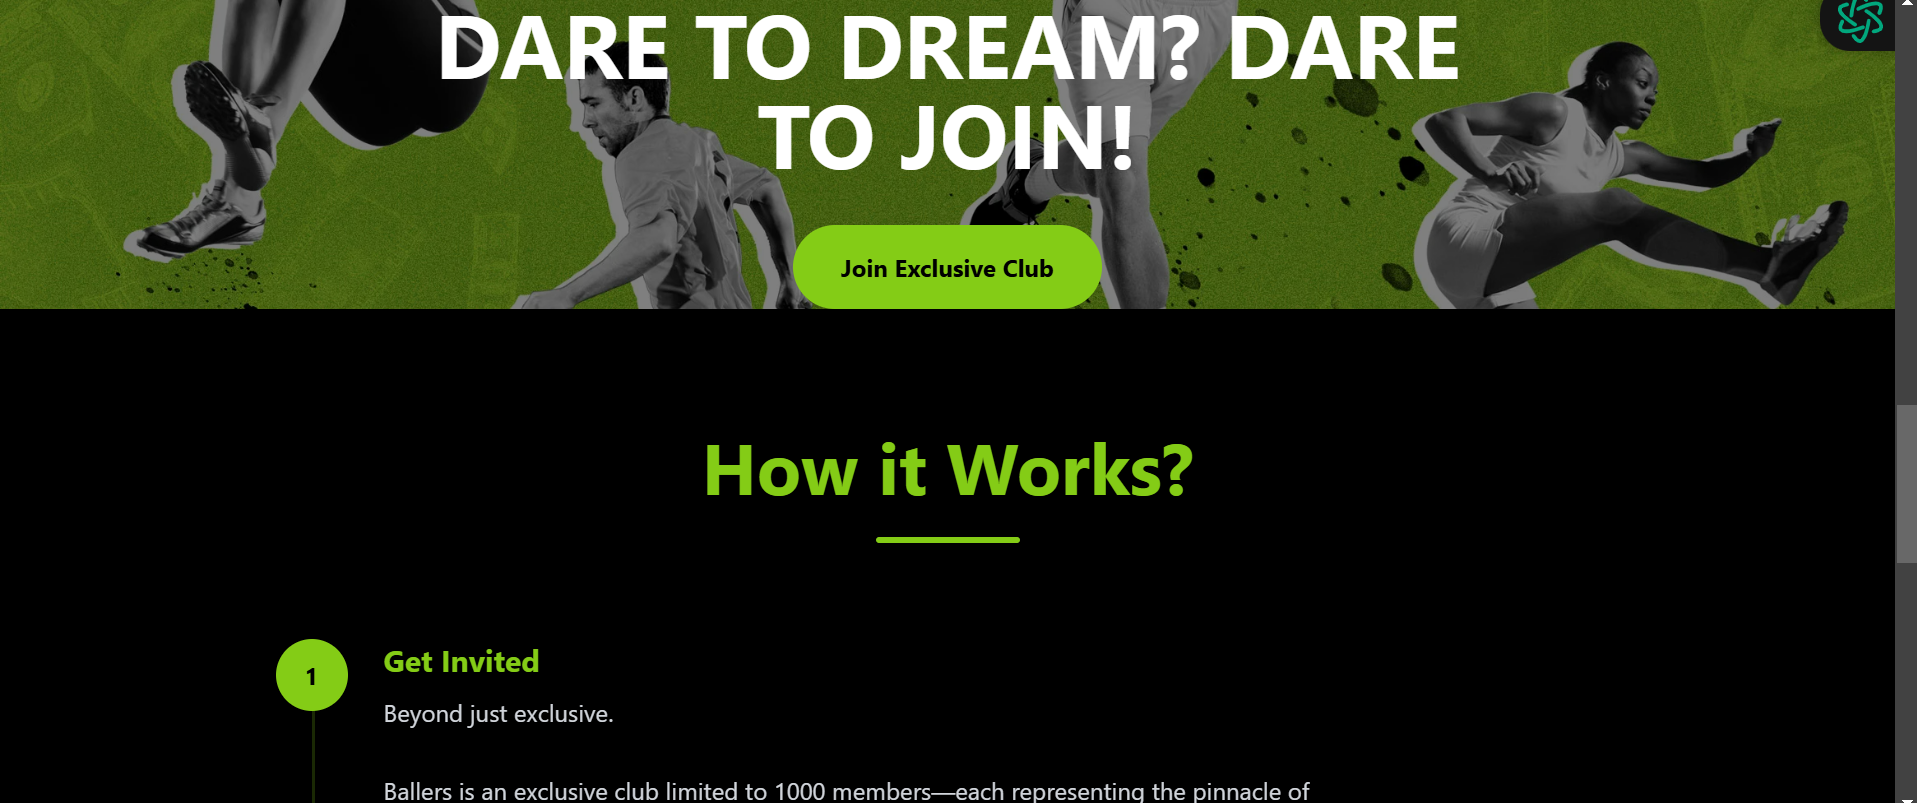 DARE TO DREAM? DARE
TO JOIN!
Join Exclusive Club
How it Works?
1
Get Invited
Beyond just exclusive.
Ballers is an exclusive club limited to 1000 members—each representing the pinnacle of